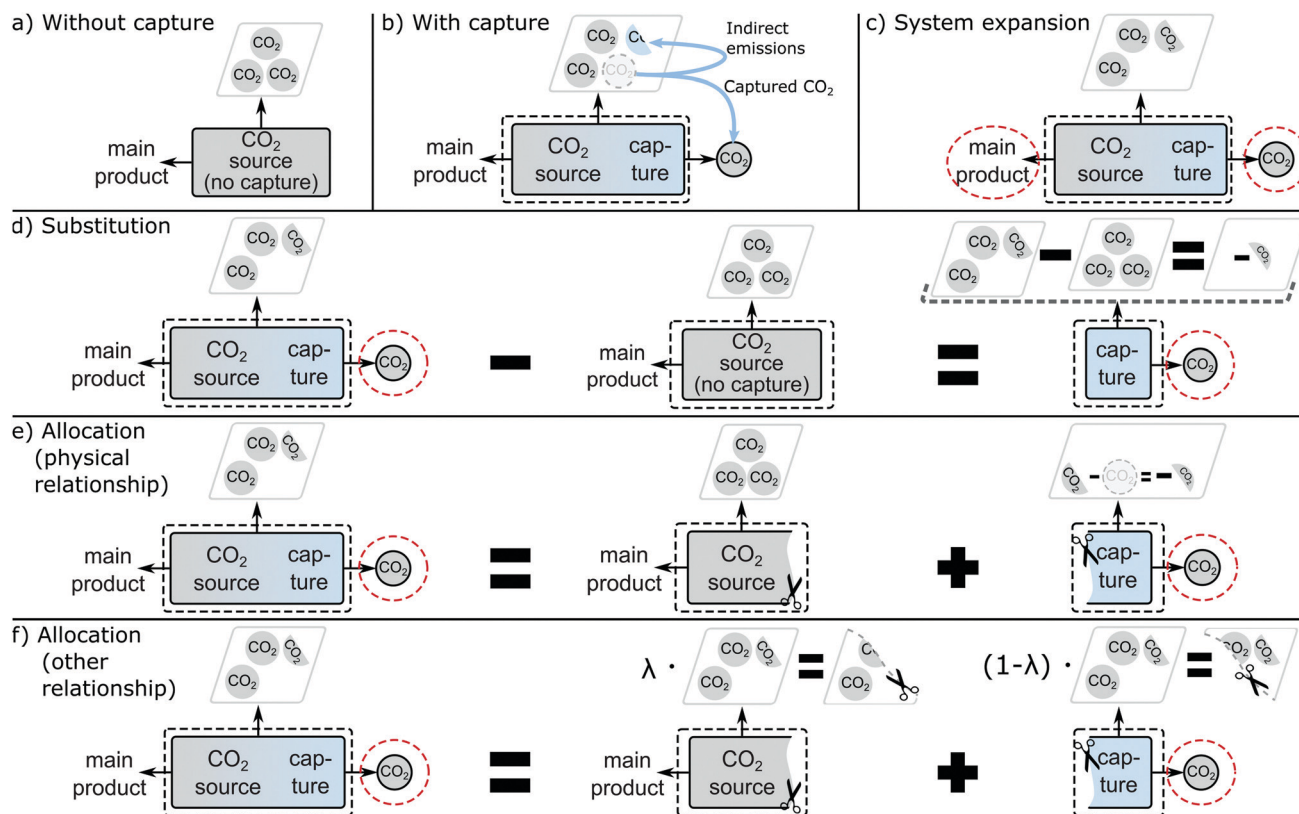 a) Without capture
CO2
CO2 CO2
CO2
source
(no capture)
main
product
b) With capture
CO2
CO2 CO2
Indirect
emissions
Captured CO2
main
product
CO2
source
cap-
ture
CO2
c) System expansion
CO2 CO2
CO2
main
product
CO2
source
cap-
ture
CO2
d) Substitution
CO2 CO2
CO2
main
product
CO2
source
cap-
ture
CO2
−
CO2
CO2 CO2
main
product
CO2
source
(no capture)
=
CO2 CO2
CO2
−
CO2
CO2 CO2
=
- CO2
cap-
ture
CO2
e) Allocation
(physical
relationship)
CO2 CO2
CO2
main
product
CO2
source
cap-
ture
CO2
=
CO2
CO2 CO2
main
product
CO2
source
+
CO2 - CO2 = - CO2
cap-
ture
CO2
f) Allocation
(other
relationship)
CO2 CO2
CO2
main
product
CO2
source
cap-
ture
CO2
=
λ ·
CO2 CO2
CO2
=
CO2
main
product
CO2
source
+
(1-λ) ·
CO2 CO2
CO2
=
CO2
cap-
ture
CO2